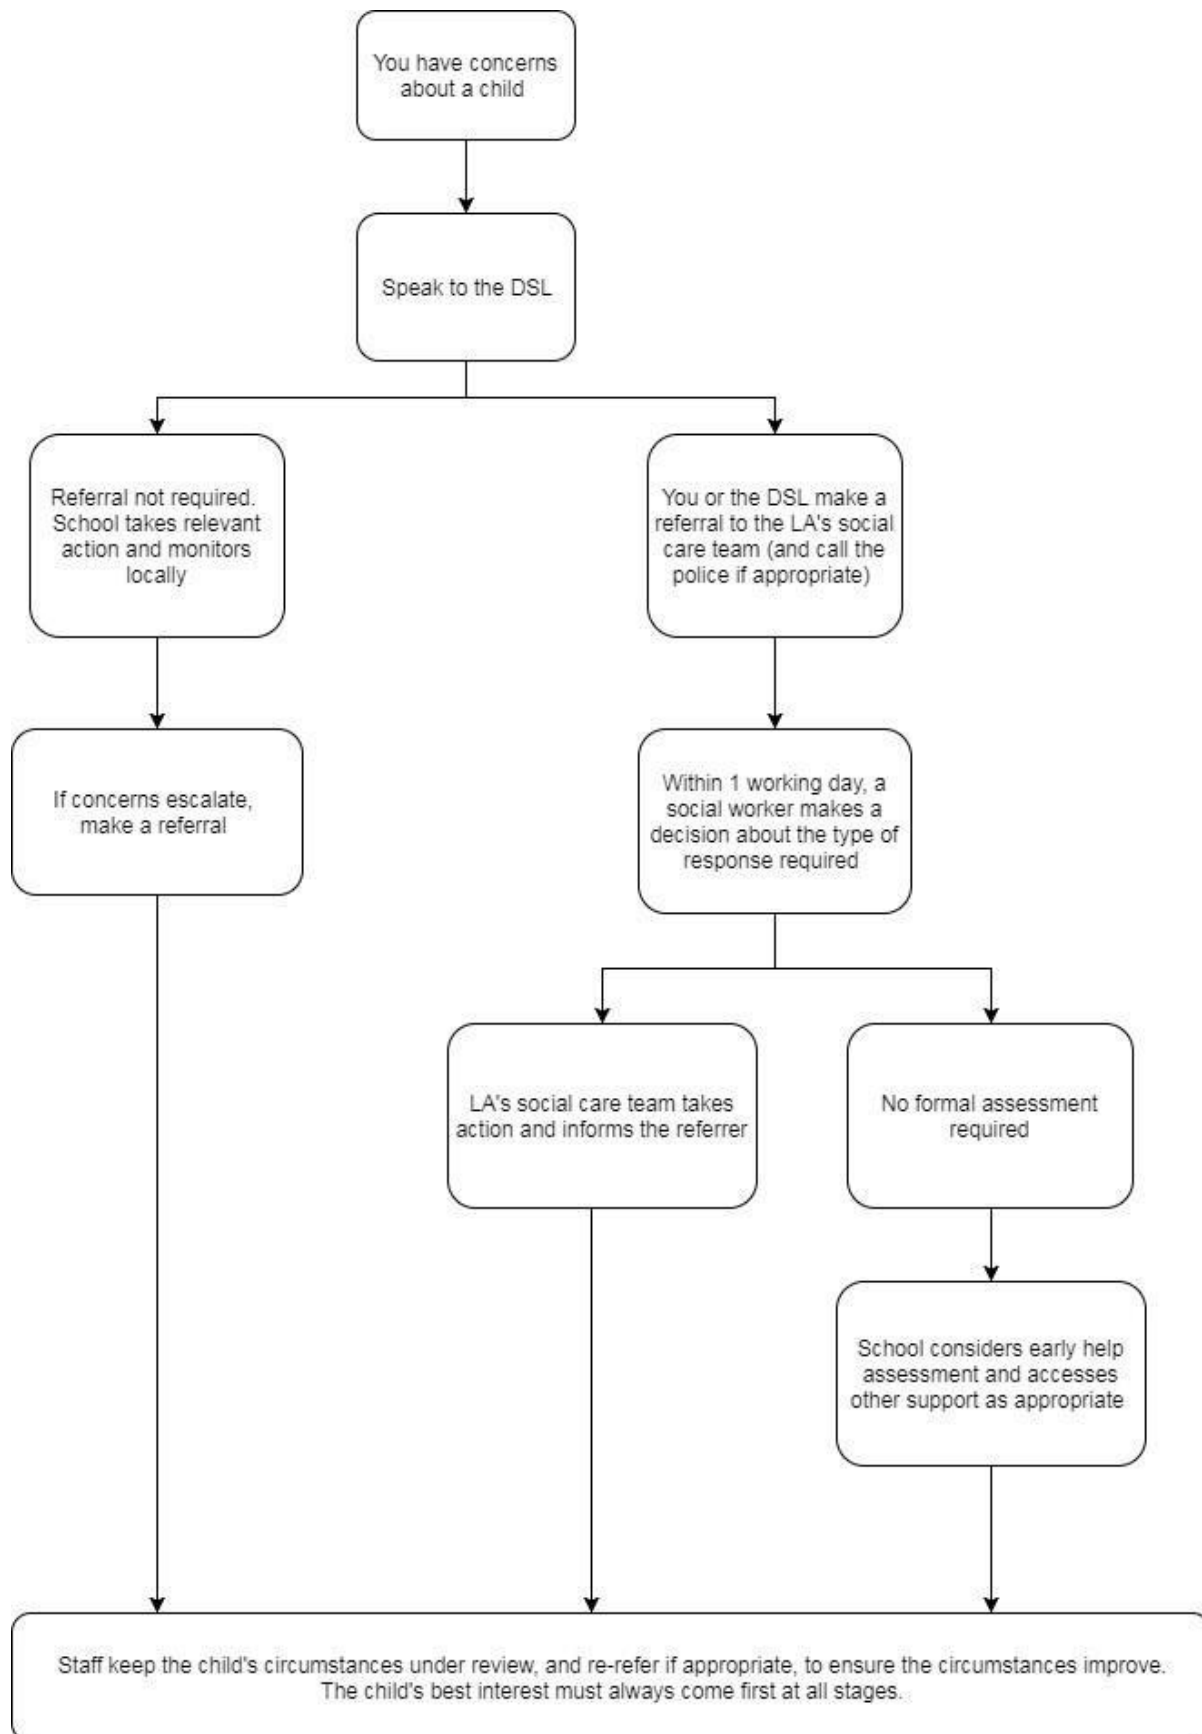 You have concerns
about a child
Speak to the DSL
Referral not required.
School takes relevant
action and monitors
locally
You or the DSL make a
referral to the LA's social
care team (and call the
police if appropriate)
If concerns escalate,
make a referral
Within 1 working day, a
social worker makes a
decision about the type of
response required
LA's social care team takes
action and informs the referrer
No formal assessment
required
School considers early help
assessment and accesses
other support as appropriate
Staff keep the child's circumstances under review, and re-refer if appropriate, to ensure the circumstances improve.
The child's best interest must always come first at all stages.